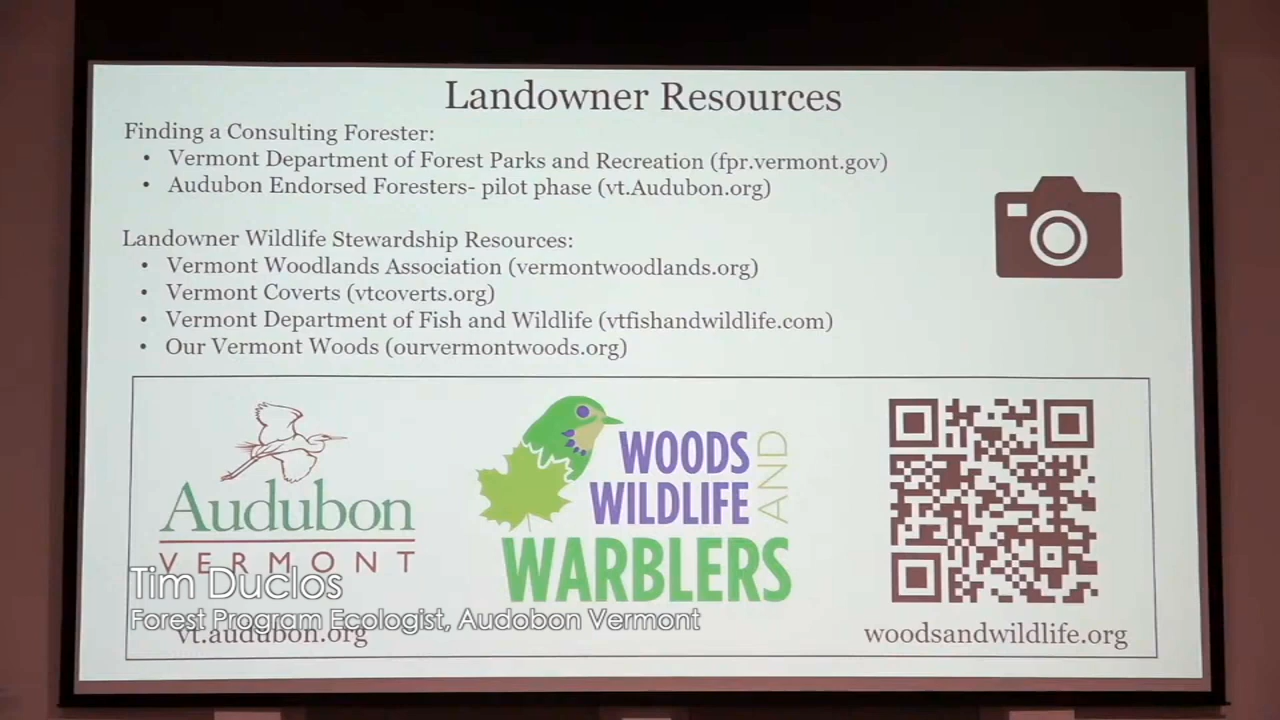 Landowner Resources
Finding a Consulting Forester:
• Vermont Department of Forest Parks and Recreation (fpr.vermont.gov)
• Audubon Endorsed Foresters- pilot phase (vt.Audubon.org)
Landowner Wildlife Stewardship Resources:
• Vermont Woodlands Association (vermontwoodlands.org)
• Vermont Coverts (vtcoverts.org)
• Vermont Department of Fish and Wildlife (vtfishandwildlife.com)
• Our Vermont Woods (ourvermontwoods.org)
Audubon
VERMONT
vt.audubon.org
WOODS AND
WILDLIFE
WARBLERS
woodsandwildlife.org
Tim Duclos
Forest Program Ecologist, Audobon Vermont